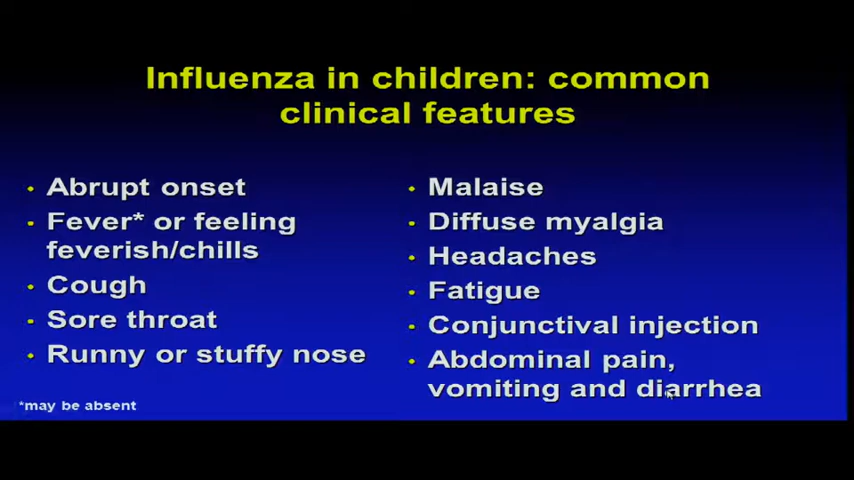 Influenza in children: common
clinical features
• Abrupt onset
• Fever* or feeling
feverish/chills
• Cough
• Sore throat
• Runny or stuffy nose
*may be absent
• Malaise
• Diffuse myalgia
• Headaches
• Fatigue
• Conjunctival injection
• Abdominal pain,
vomiting and diarrhea